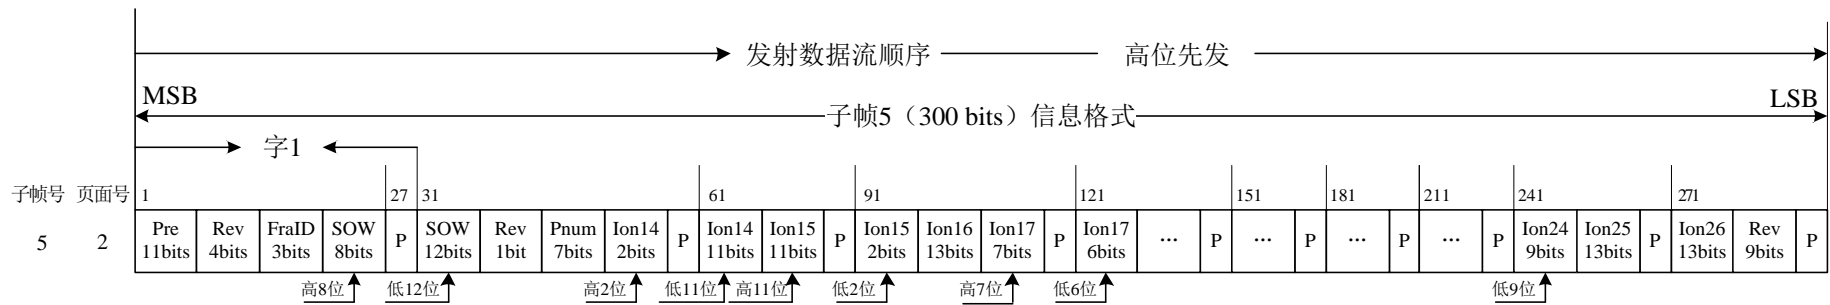 发射数据流顺序 高位先发
MSB LSB
子帧5（300 bits）信息格式
字1
子帧号 页面号 1 27 31 61 91 121 151 181 211 241 271
5 2 Pre 11bits Rev 4bits FraID 3bits SOW 8bits P SOW 12bits Rev 1bit Pnum 7bits Ion14 2bits P Ion14 11bits Ion15 11bits P Ion15 2bits Ion16 13bits Ion17 7bits P Ion17 6bits … P … P … P … P Ion24 9bits Ion25 13bits P Ion26 13bits Rev 9bits P
高8位 低12位 高2位 低11位 高11位 低2位 高7位 低6位 低9位